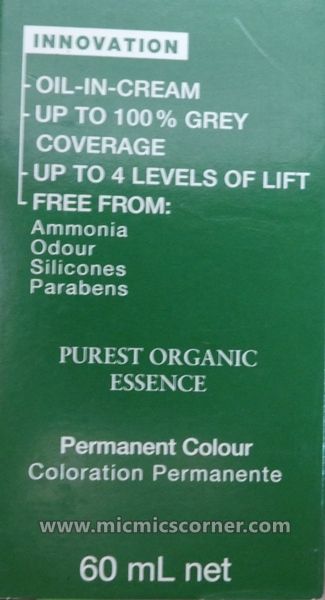 INNOVATION
OIL-IN-CREAM
UP TO 100% GREY
COVERAGE
UP TO 4 LEVELS OF LIFT
FREE FROM:
Ammonia
Odour
Silicones
Parabens
PUREST ORGANIC
ESSENCE
Permanent Colour
Coloration Permanente
www.micmicscorner.com
60 mL net